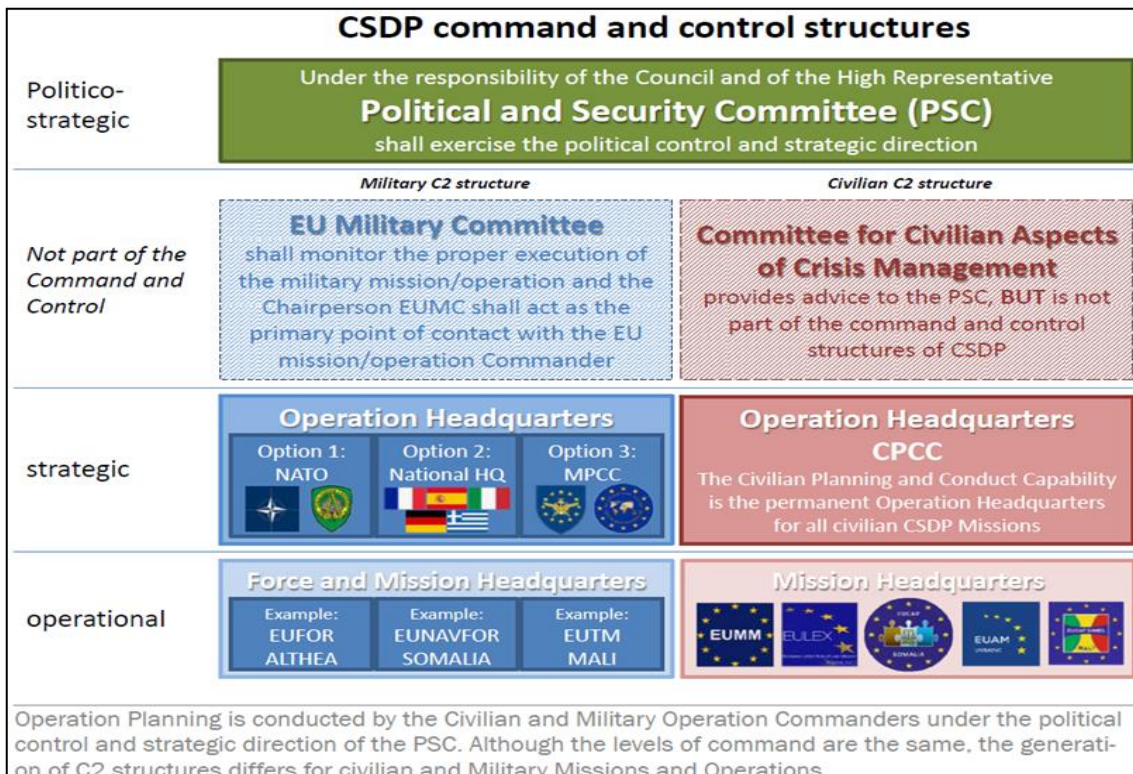 CSDP command and control structures
Politico-
strategic
Under the responsibility of the Council and of the High Representative
Political and Security Committee (PSC)
shall exercise the political control and strategic direction
Military C2 structure
Civilian C2 structure
Not part of the
Command and
Control
EU Military Committee
shall monitor the proper execution of
the military mission/operation and the
Chairperson EUMC shall act as the
primary point of contact with the EU
mission/operation Commander
Committee for Civilian Aspects
of Crisis Management
provides advice to the PSC, BUT is not
part of the command and control
structures of CSDP
strategic
Operation Headquarters
Option 1:
NATO
Option 2:
National HQ
Option 3:
MPCC
Operation Headquarters
CPCC
The Civilian Planning and Conduct Capability
is the permanent Operation Headquarters
for all civilian CSDP Missions
operational
Force and Mission Headquarters
Example:
EUFOR
ALTHEA
Example:
EUNAVFOR
SOMALIA
Example:
EUTM
MALI
Mission Headquarters
EUMM
EULEX
SOMALIA
EUAM
MALI
Operation Planning is conducted by the Civilian and Military Operation Commanders under the political
control and strategic direction of the PSC. Although the levels of command are the same, the generati-
on of C2 structures differs for civilian and Military Missions and Operations